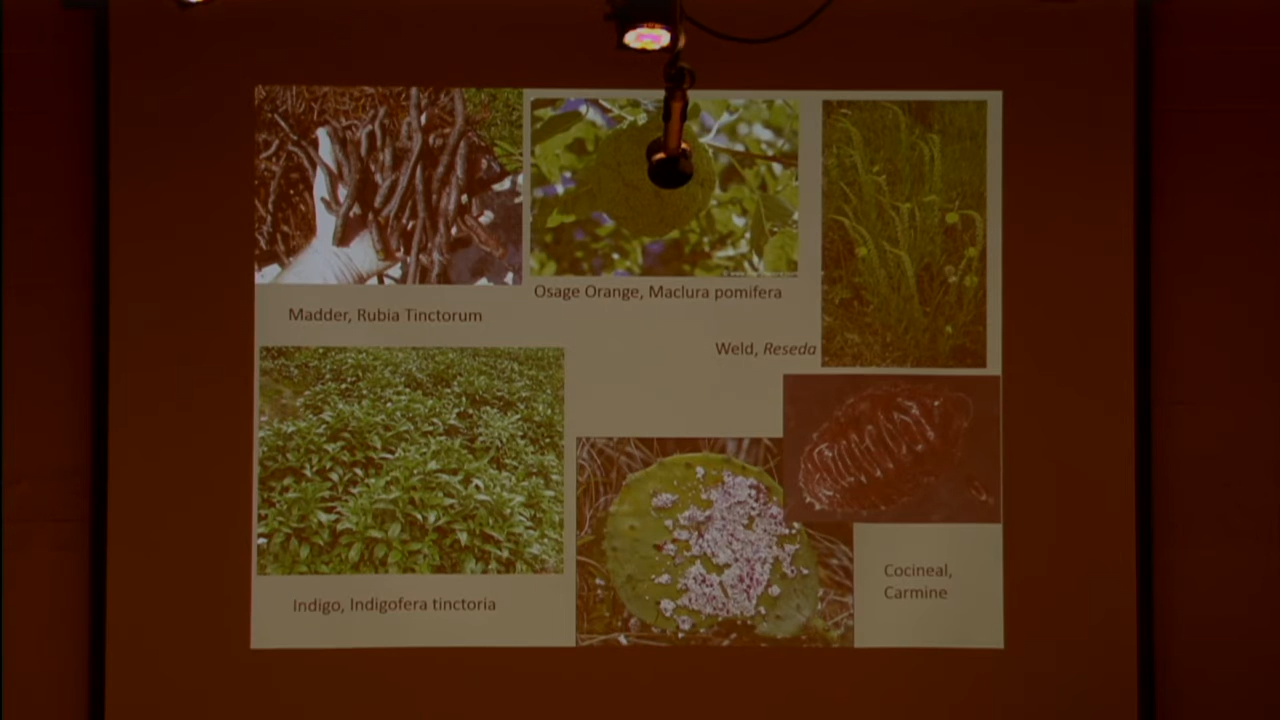 Osage Orange, Maclura pomifera
Madder, Rubia Tinctorum
Weld, Reseda
Cocineal,
Carmine
Indigo, Indigofera tinctoria